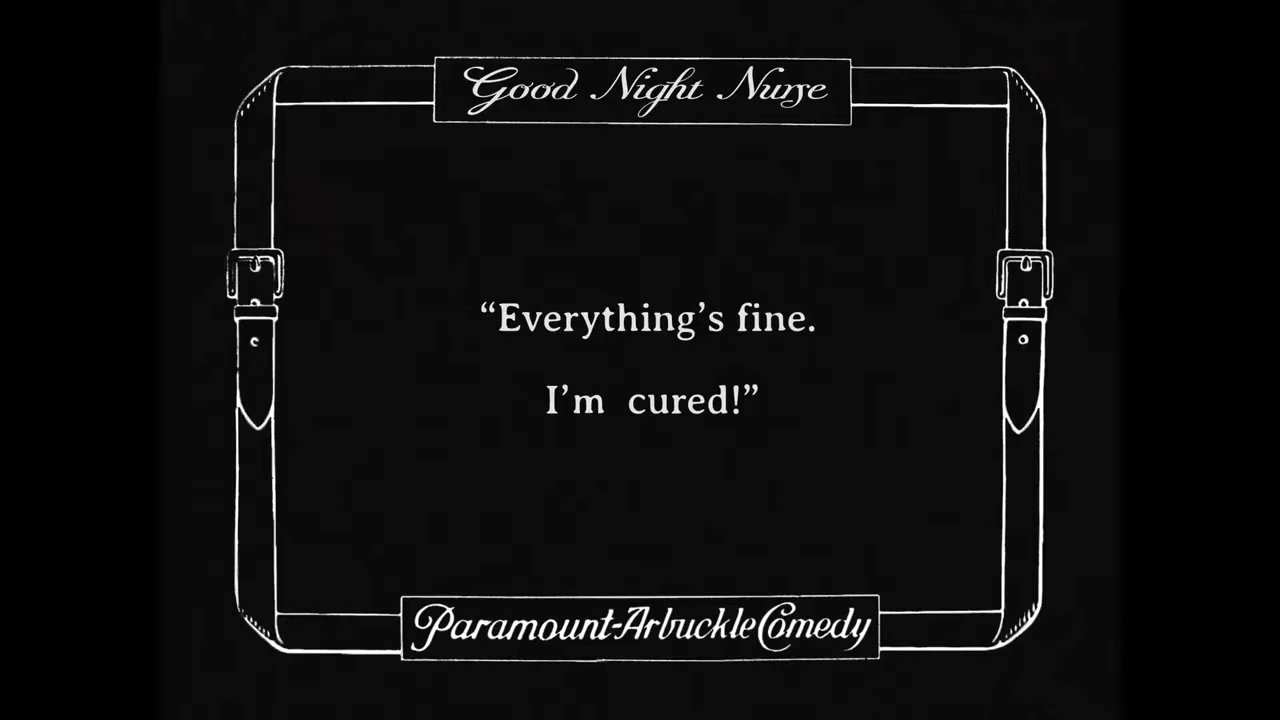 Good Night Nurse
“Everything’s fine.
I’m cured!”
Paramount-Arbuckle Comedy